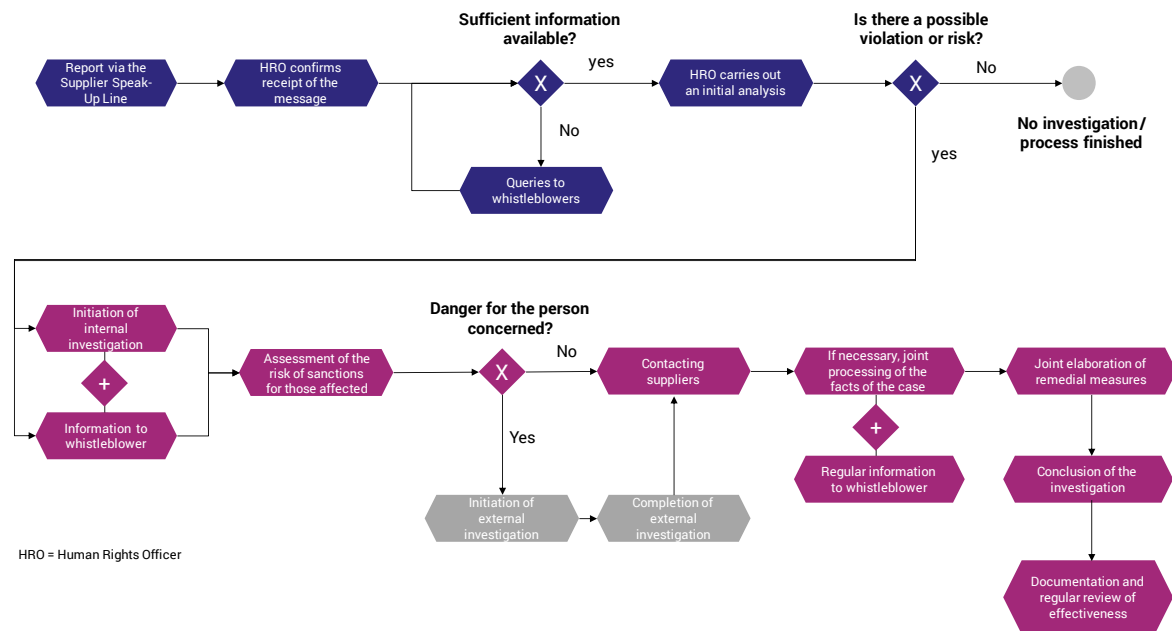 Sufficient information
available?
Is there a possible
violation or risk?
Report via the
Supplier Speak-
Up Line
HRO confirms
receipt of the
message
X
yes
HRO carries out
an initial analysis
X
No
No investigation/
process finished
No
yes
Queries to
whistleblowers
Initiation of
internal
investigation
+
Information to
whistleblower
Assessment of the
risk of sanctions
for those affected
Danger for the person
concerned?
X
No
Yes
Contacting
suppliers
If necessary, joint
processing of the
facts of the case
+
Regular information
to whistleblower
Joint elaboration of
remedial measures
Conclusion of the
investigation
Initiation of
external
investigation
Completion of
external
investigation
Documentation and
regular review of
effectiveness
HRO = Human Rights Officer